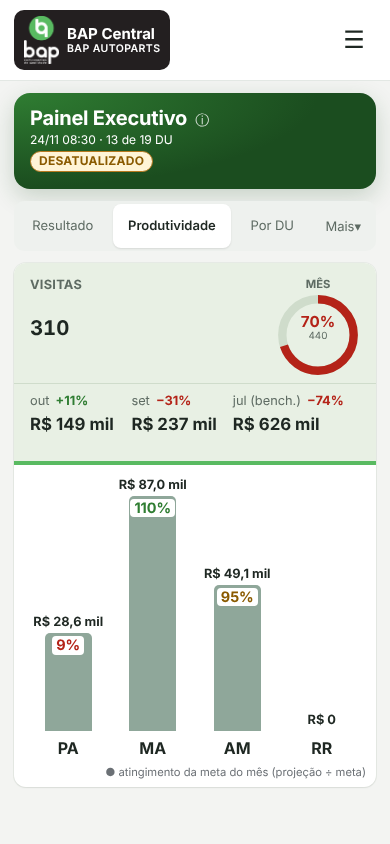 bap
BAP Central
BAP AUTOPARTS
☰
Painel Executivo ⓘ
24/11 08:30 · 13 de 19 DU
DESATUALIZADO
Resultado Produtividade Por DU Mais▾
VISITAS
310
MÊS
70%
440
out +11% set −31% jul (bench.) −74%
R$ 149 mil R$ 237 mil R$ 626 mil
R$ 87,0 mil
110%
R$ 49,1 mil
95%
R$ 28,6 mil
9%
R$ 0
PA MA AM RR
● atingimento da meta do mês (projeção ÷ meta)